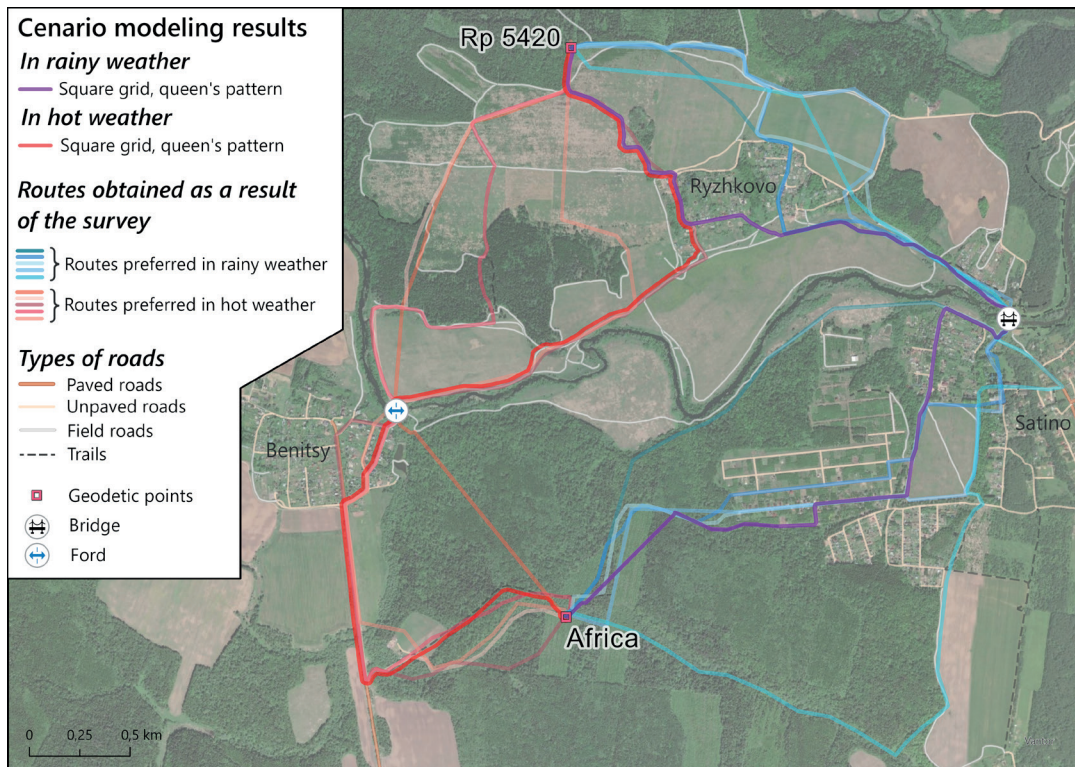 Cenario modeling results
In rainy weather
Square grid, queen's pattern
In hot weather
Square grid, queen's pattern
Routes obtained as a result
of the survey
Routes preferred in rainy weather
Routes preferred in hot weather
Types of roads
Paved roads
Unpaved roads
Field roads
Trails
Geodetic points
Bridge
Ford
0 0,25 0,5 km
Rp 5420
Ryzhkovo
Benitsy
Satino
Africa